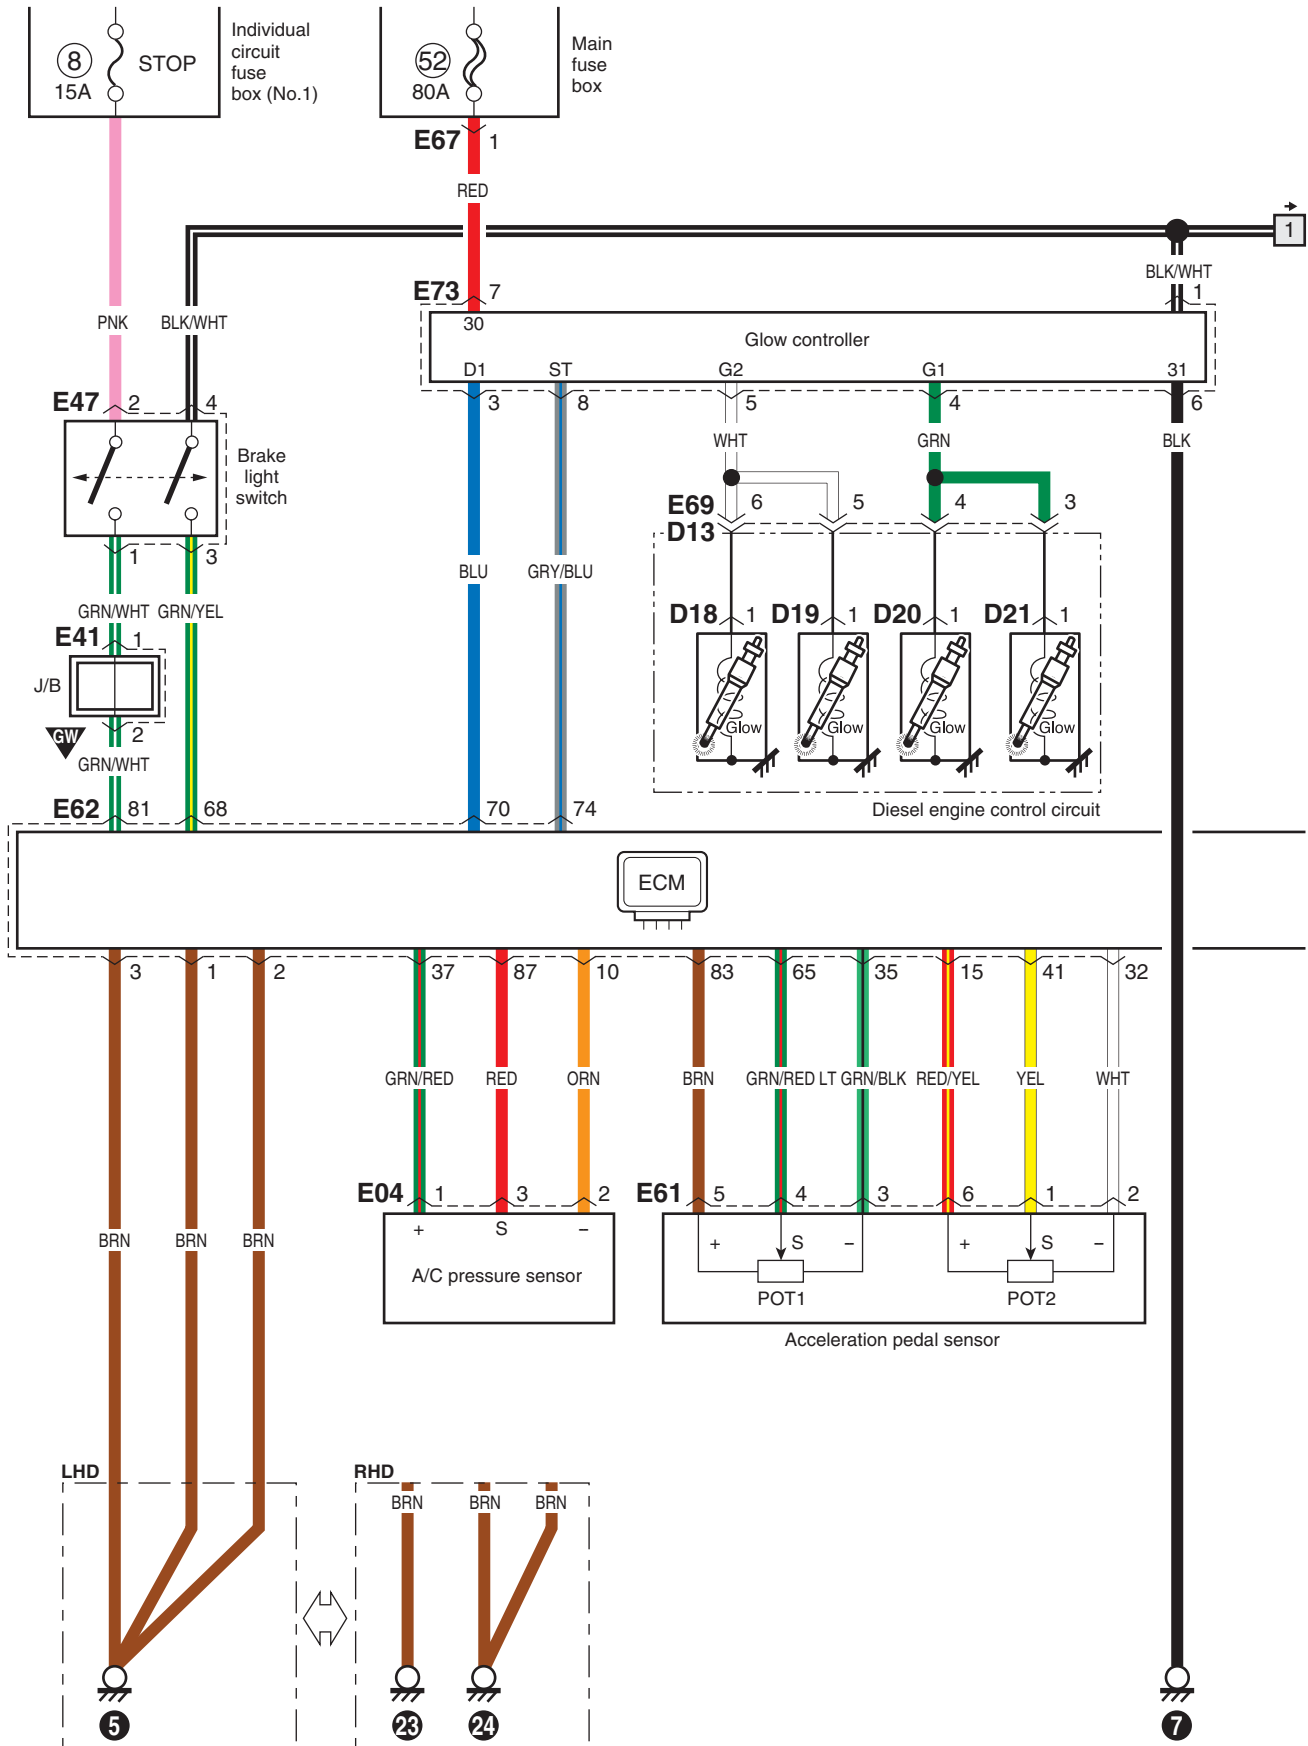 8
15A
STOP
Individual
circuit
fuse
box (No.1)
52
80A
Main
fuse
box
E67
1
RED
1
PNK
BLK/WHT
BLK/WHT
E73
7
1
30
Glow controller
D1
ST
G2
G1
31
3
8
5
4
6
E47
2
4
Brake
light
switch
1
3
WHT
GRN
BLK
E69
6
5
4
3
D13
BLU
GRY/BLU
GRN/WHT
GRN/YEL
E41
1
J/B
2
GW
GRN/WHT
D18
1
D19
1
D20
1
D21
1
Glow
Glow
Glow
Glow
Diesel engine control circuit
E62
81
68
70
74
ECM
3
1
2
37
87
10
83
65
35
15
41
32
GRN/RED
RED
ORN
BRN
GRN/RED
LT GRN/BLK
RED/YEL
YEL
WHT
E04
1
3
2
E61
5
4
3
6
1
2
+
S
–
A/C pressure sensor
+
S
–
+
S
–
POT1
POT2
Acceleration pedal sensor
BRN
BRN
BRN
LHD
RHD
BRN
BRN
BRN
5
23
24
7